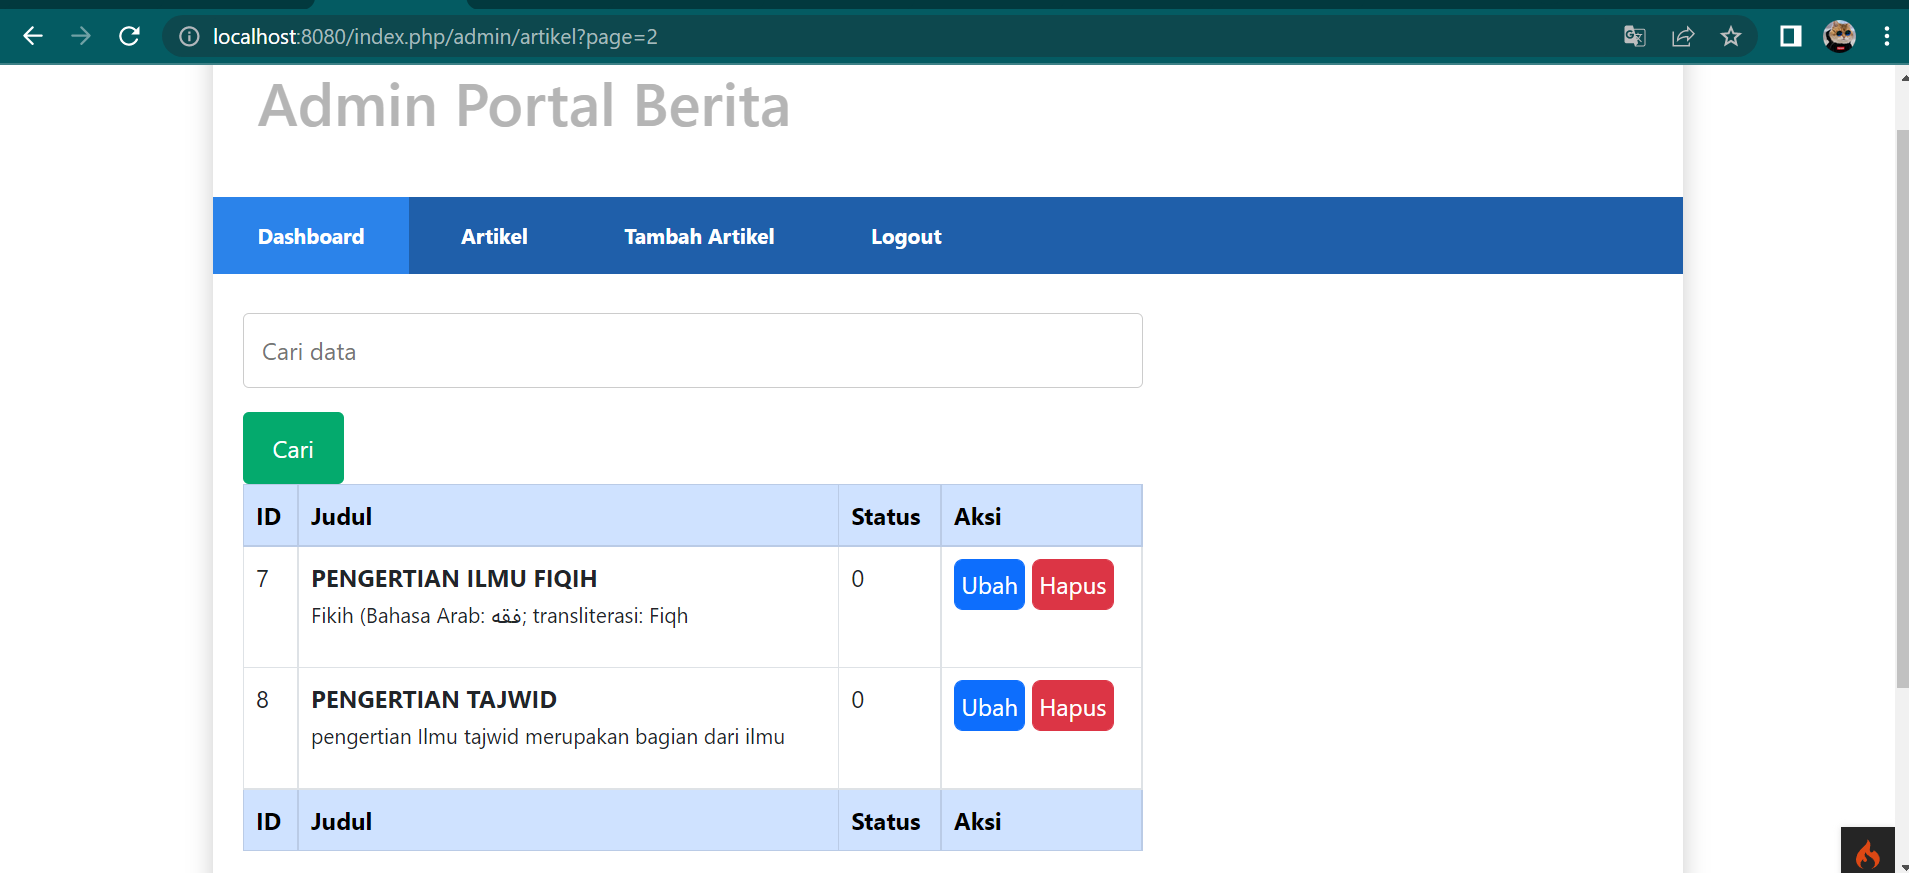 localhost:8080/index.php/admin/artikel?page=2
Admin Portal Berita
Dashboard Artikel Tambah Artikel Logout
Cari data
Cari
ID Judul Status Aksi
7 PENGERTIAN ILMU FIQIH 0 Ubah Hapus
Fikih (Bahasa Arab: فقه; transliterasi: Fiqh
8 PENGERTIAN TAJWID 0 Ubah Hapus
pengertian Ilmu tajwid merupakan bagian dari ilmu
ID Judul Status Aksi